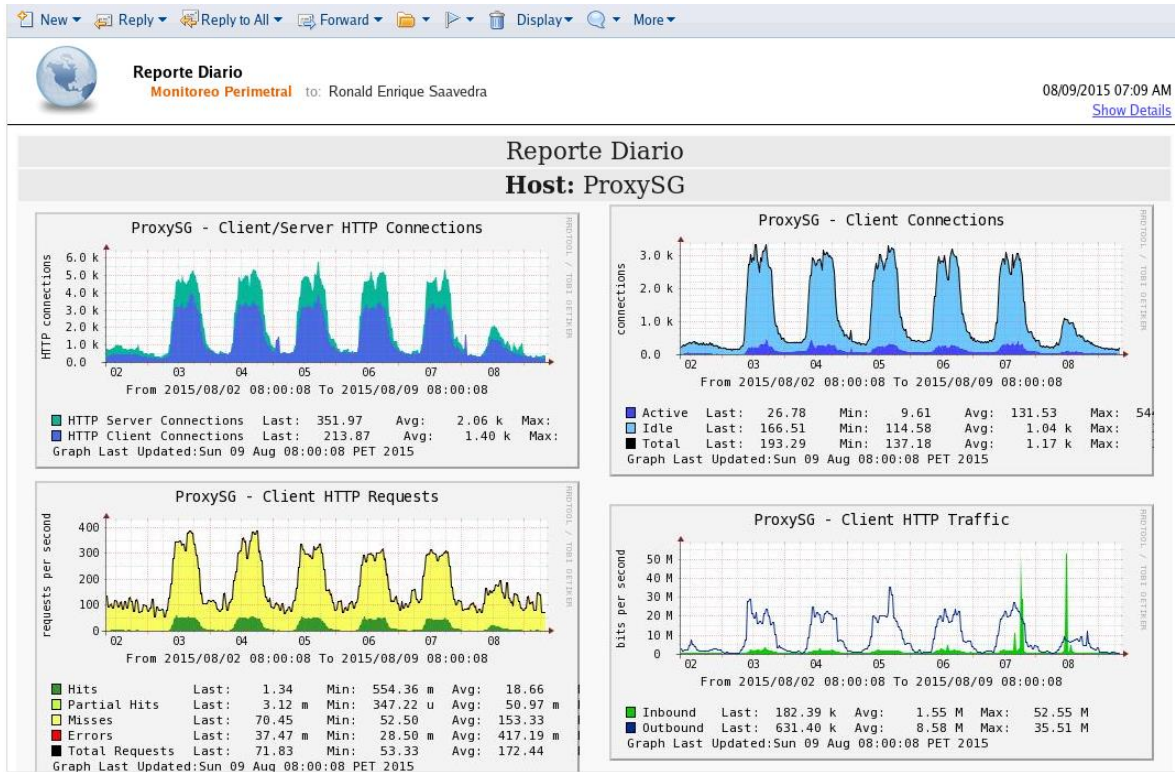 New Reply Reply to All Forward Display More
Reporte Diario
Monitoreo Perimetral to: Ronald Enrique Saavedra
08/09/2015 07:09 AM
Show Details
Reporte Diario
Host: ProxySG
ProxySG - Client/Server HTTP Connections
RRDTOOL / TOBI OETIKER
HTTP connections
6.0 k
5.0 k
4.0 k
3.0 k
2.0 k
1.0 k
0.0
02 03 04 05 06 07 08
From 2015/08/02 08:00:08 To 2015/08/09 08:00:08
HTTP Server Connections Last: 351.97 Avg: 2.06 k Max:
HTTP Client Connections Last: 213.87 Avg: 1.40 k Max:
Graph Last Updated:Sun 09 Aug 08:00:08 PET 2015
ProxySG - Client Connections
RRDTOOL / TOBI OETIKER
connections
3.0 k
2.0 k
1.0 k
0.0
02 03 04 05 06 07 08
From 2015/08/02 08:00:08 To 2015/08/09 08:00:08
Active Last: 26.78 Min: 9.61 Avg: 131.53 Max: 544
Idle Last: 166.51 Min: 114.58 Avg: 1.04 k Max:
Total Last: 193.29 Min: 137.18 Avg: 1.17 k Max:
Graph Last Updated:Sun 09 Aug 08:00:08 PET 2015
ProxySG - Client HTTP Requests
RRDTOOL / TOBI OETIKER
requests per second
400
300
200
100
0
02 03 04 05 06 07 08
From 2015/08/02 08:00:08 To 2015/08/09 08:00:08
Hits Last: 1.34 Min: 554.36 m Avg: 18.66
Partial Hits Last: 3.12 m Min: 347.22 u Avg: 50.97 m
Misses Last: 70.45 Min: 52.50 Avg: 153.33
Errors Last: 37.47 m Min: 28.50 m Avg: 417.19 m
Total Requests Last: 71.83 Min: 53.33 Avg: 172.44
Graph Last Updated:Sun 09 Aug 08:00:08 PET 2015
ProxySG - Client HTTP Traffic
RRDTOOL / TOBI OETIKER
bits per second
50 M
40 M
30 M
20 M
10 M
0
02 03 04 05 06 07 08
From 2015/08/02 08:00:08 To 2015/08/09 08:00:08
Inbound Last: 182.39 k Avg: 1.55 M Max: 52.55 M
Outbound Last: 631.40 k Avg: 8.58 M Max: 35.51 M
Graph Last Updated:Sun 09 Aug 08:00:08 PET 2015